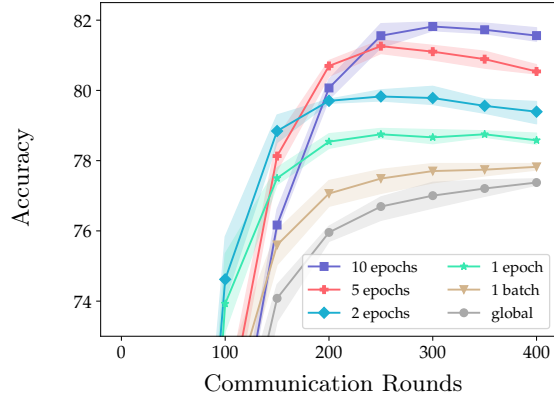 82
80
78
76
74
Accuracy
0
100
200
300
400
Communication Rounds
10 epochs
5 epochs
2 epochs
1 epoch
1 batch
global